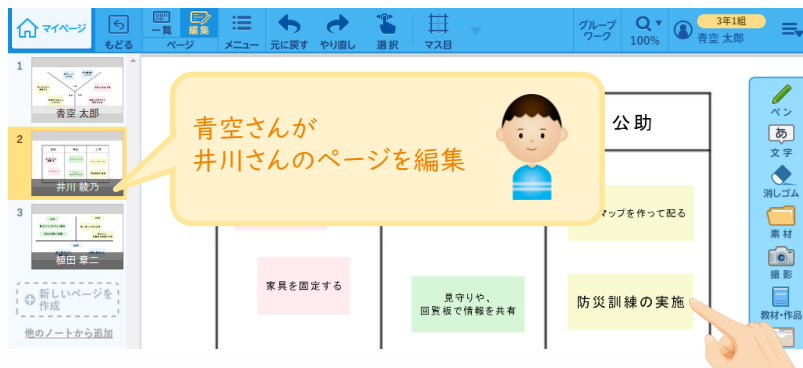 マイページ
もどる
一覧
編集
ページ
メニュー
元に戻す
やり直し
選択
マス目
グループ
ワーク
100%
3年1組
青空 太郎
1
青空 太郎
2
井川 綾乃
3
植田 章二
新しいページを
作成
他のノートから追加
青空さんが
井川さんのページを編集
公助
マップを作って配る
家具を固定する
見守りや、
回覧板で情報を共有
防災訓練の実施
ペン
あ
文字
消しゴム
素材
撮影
教材・作品